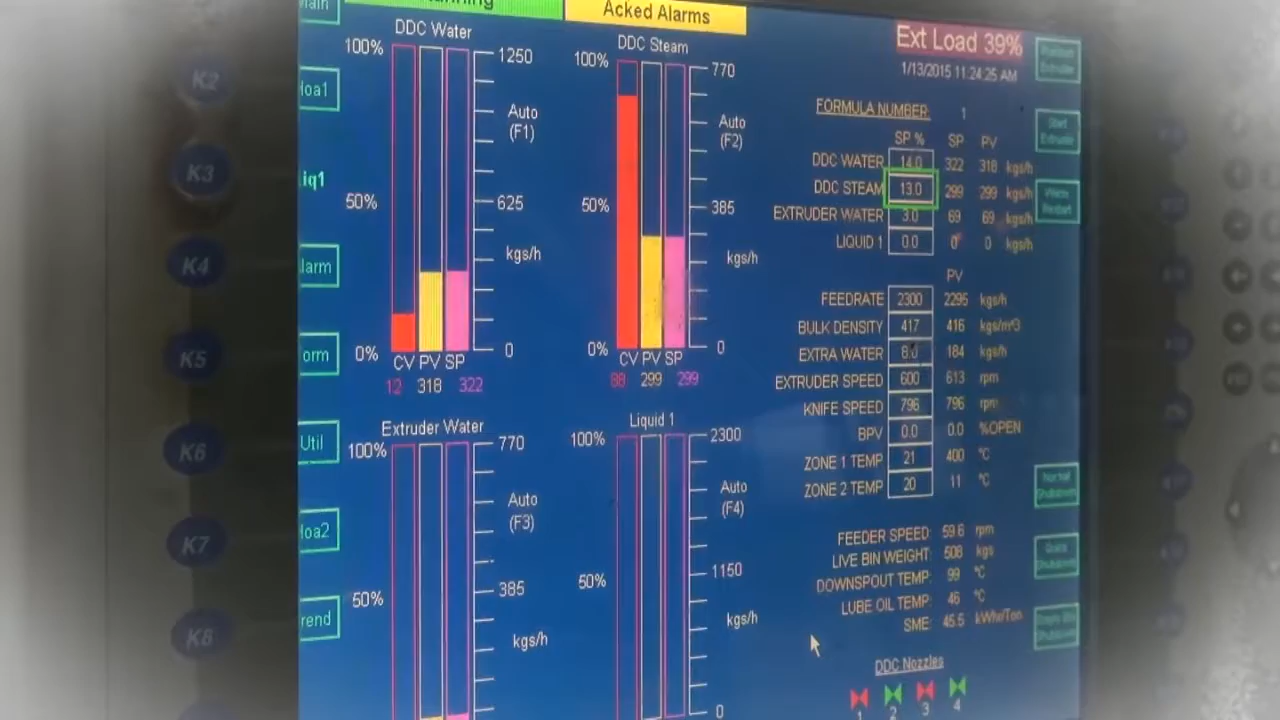 Acked Alarms
Ext Load 39%
1/13/2015 11:24:25 AM
DDC Water
100%
1250
Auto
(F1)
50%
625
kgs/h
0%
0
CV PV SP
12 318 322
DDC Steam
100%
770
Auto
(F2)
50%
385
kgs/h
0%
0
CV PV SP
88 299 299
Extruder Water
100%
770
Auto
(F3)
50%
385
kgs/h
Liquid 1
100%
2300
Auto
(F4)
50%
1150
kgs/h
0
FORMULA NUMBER: 1
SP % SP PV
DDC WATER 14.0 322 318 kgs/h
DDC STEAM 13.0 299 299 kgs/h
EXTRUDER WATER 3.0 69 69 kgs/h
LIQUID 1 0.0 0 0 kgs/h
PV
FEEDRATE 2300 2295 kgs/h
BULK DENSITY 417 416 kgs/m^3
EXTRA WATER 8.0 184 kgs/h
EXTRUDER SPEED 600 613 rpm
KNIFE SPEED 796 796 rpm
BPV 0.0 0.0 %OPEN
ZONE 1 TEMP 21 400 °C
ZONE 2 TEMP 20 11 °C
FEEDER SPEED: 59.6 rpm
LIVE BIN WEIGHT: 508 kgs
DOWNSPOUT TEMP: 99 °C
LUBE OIL TEMP: 46 °C
SME: 45.5 kWhr/Ton
DDC Nozzles
1 2 3 4
K2
K3
K4
K5
K6
K7
K8
Util
Start
Extruder
Normal
Shutdown